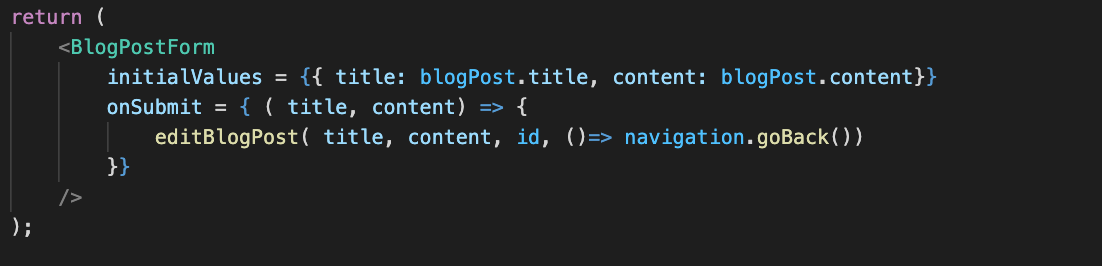 return (
<BlogPostForm
initialValues = {{ title: blogPost.title, content: blogPost.content}}
onSubmit = { ( title, content) => {
editBlogPost( title, content, id, ()=> navigation.goBack())
}}
/>
);